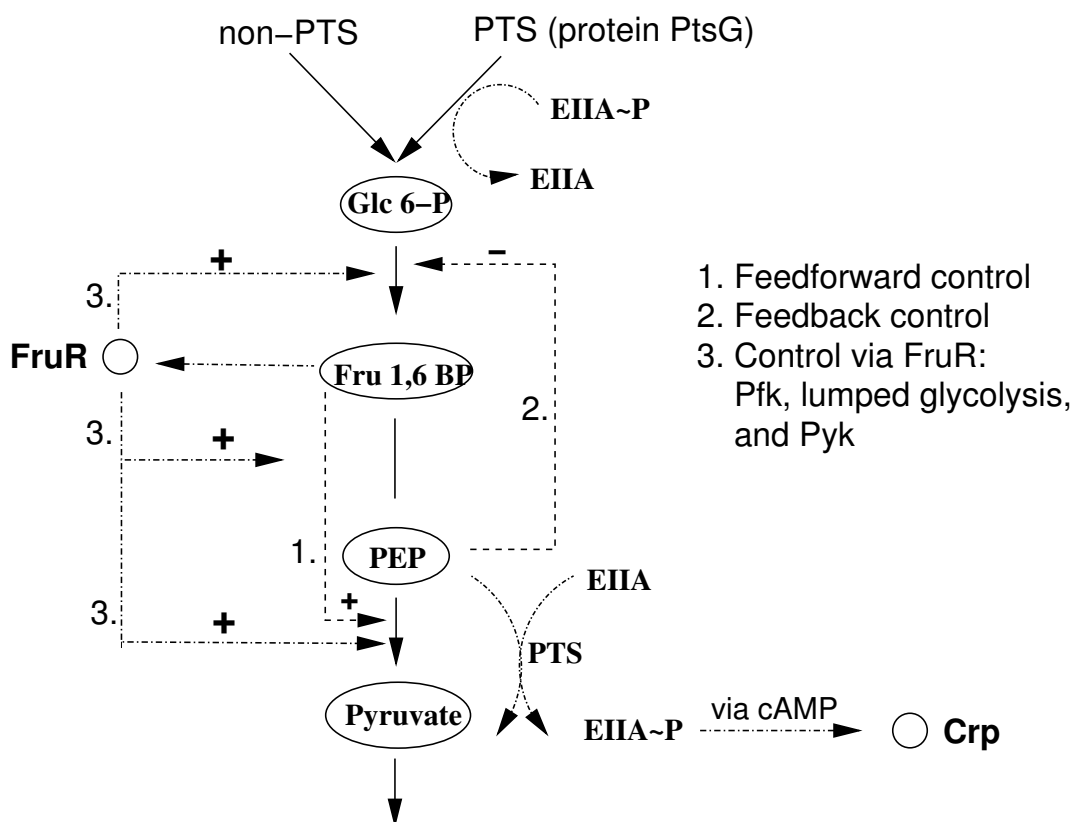 non−PTS
PTS (protein PtsG)
EIIA~P
EIIA
Glc 6−P
+
−
3.
1. Feedforward control
2. Feedback control
3. Control via FruR:
Pfk, lumped glycolysis,
and Pyk
FruR
Fru 1,6 BP
2.
3.
+
1.
PEP
EIIA
3.
+
+
PTS
Pyruvate
EIIA~P
via cAMP
Crp